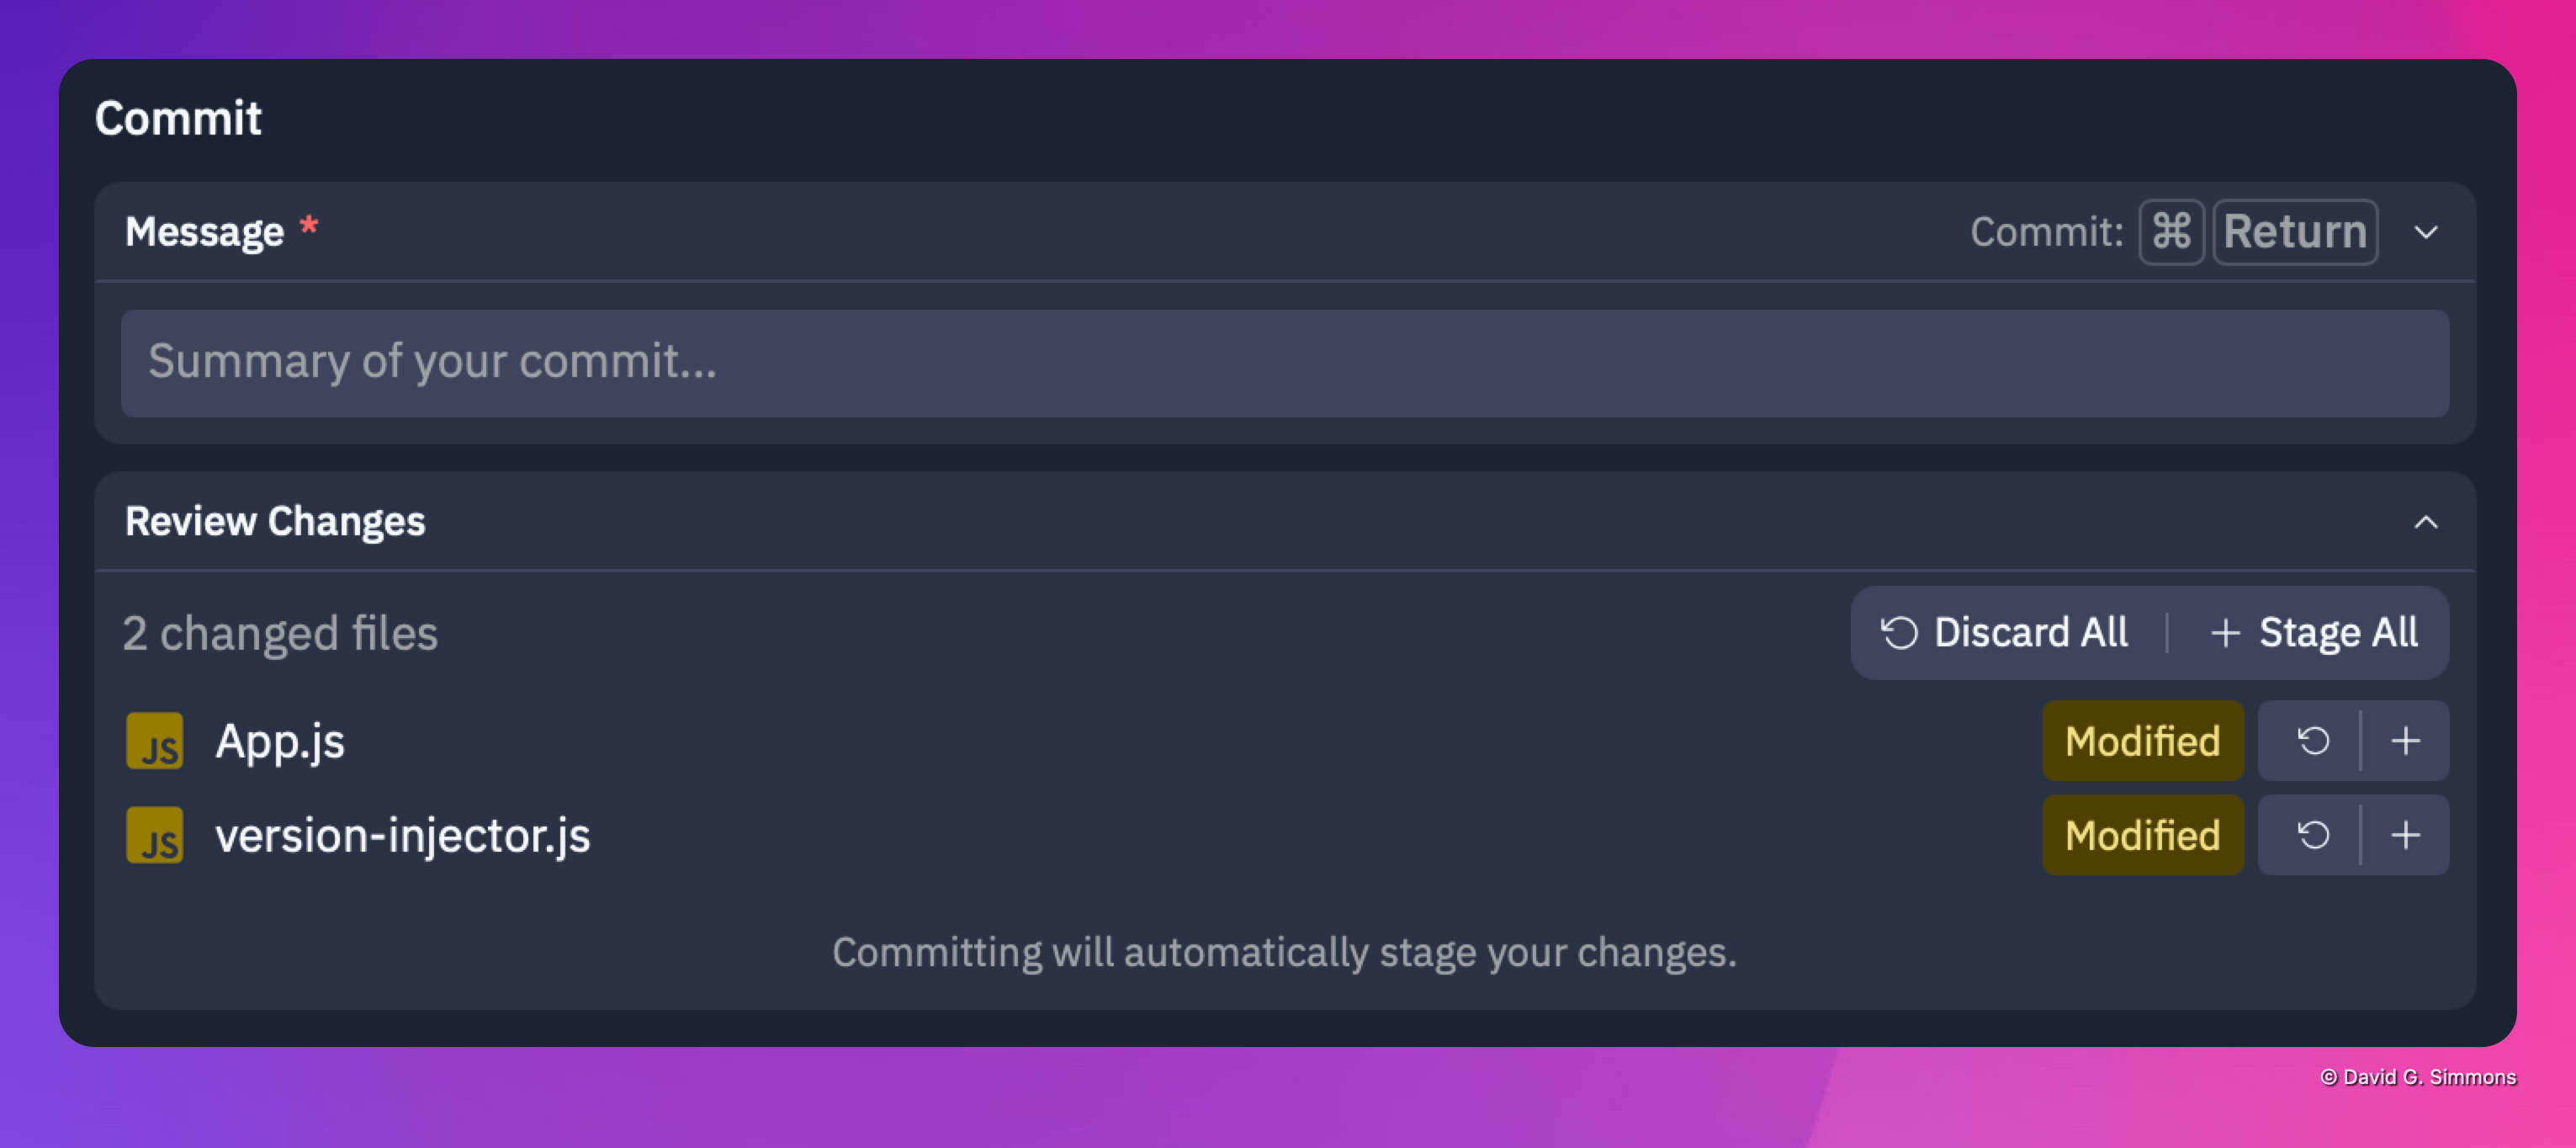 Commit
Message *
Commit: ⌘ Return
Summary of your commit...
Review Changes
2 changed files
Discard All | + Stage All
JS App.js Modified
JS version-injector.js Modified
Committing will automatically stage your changes.
© David G. Simmons